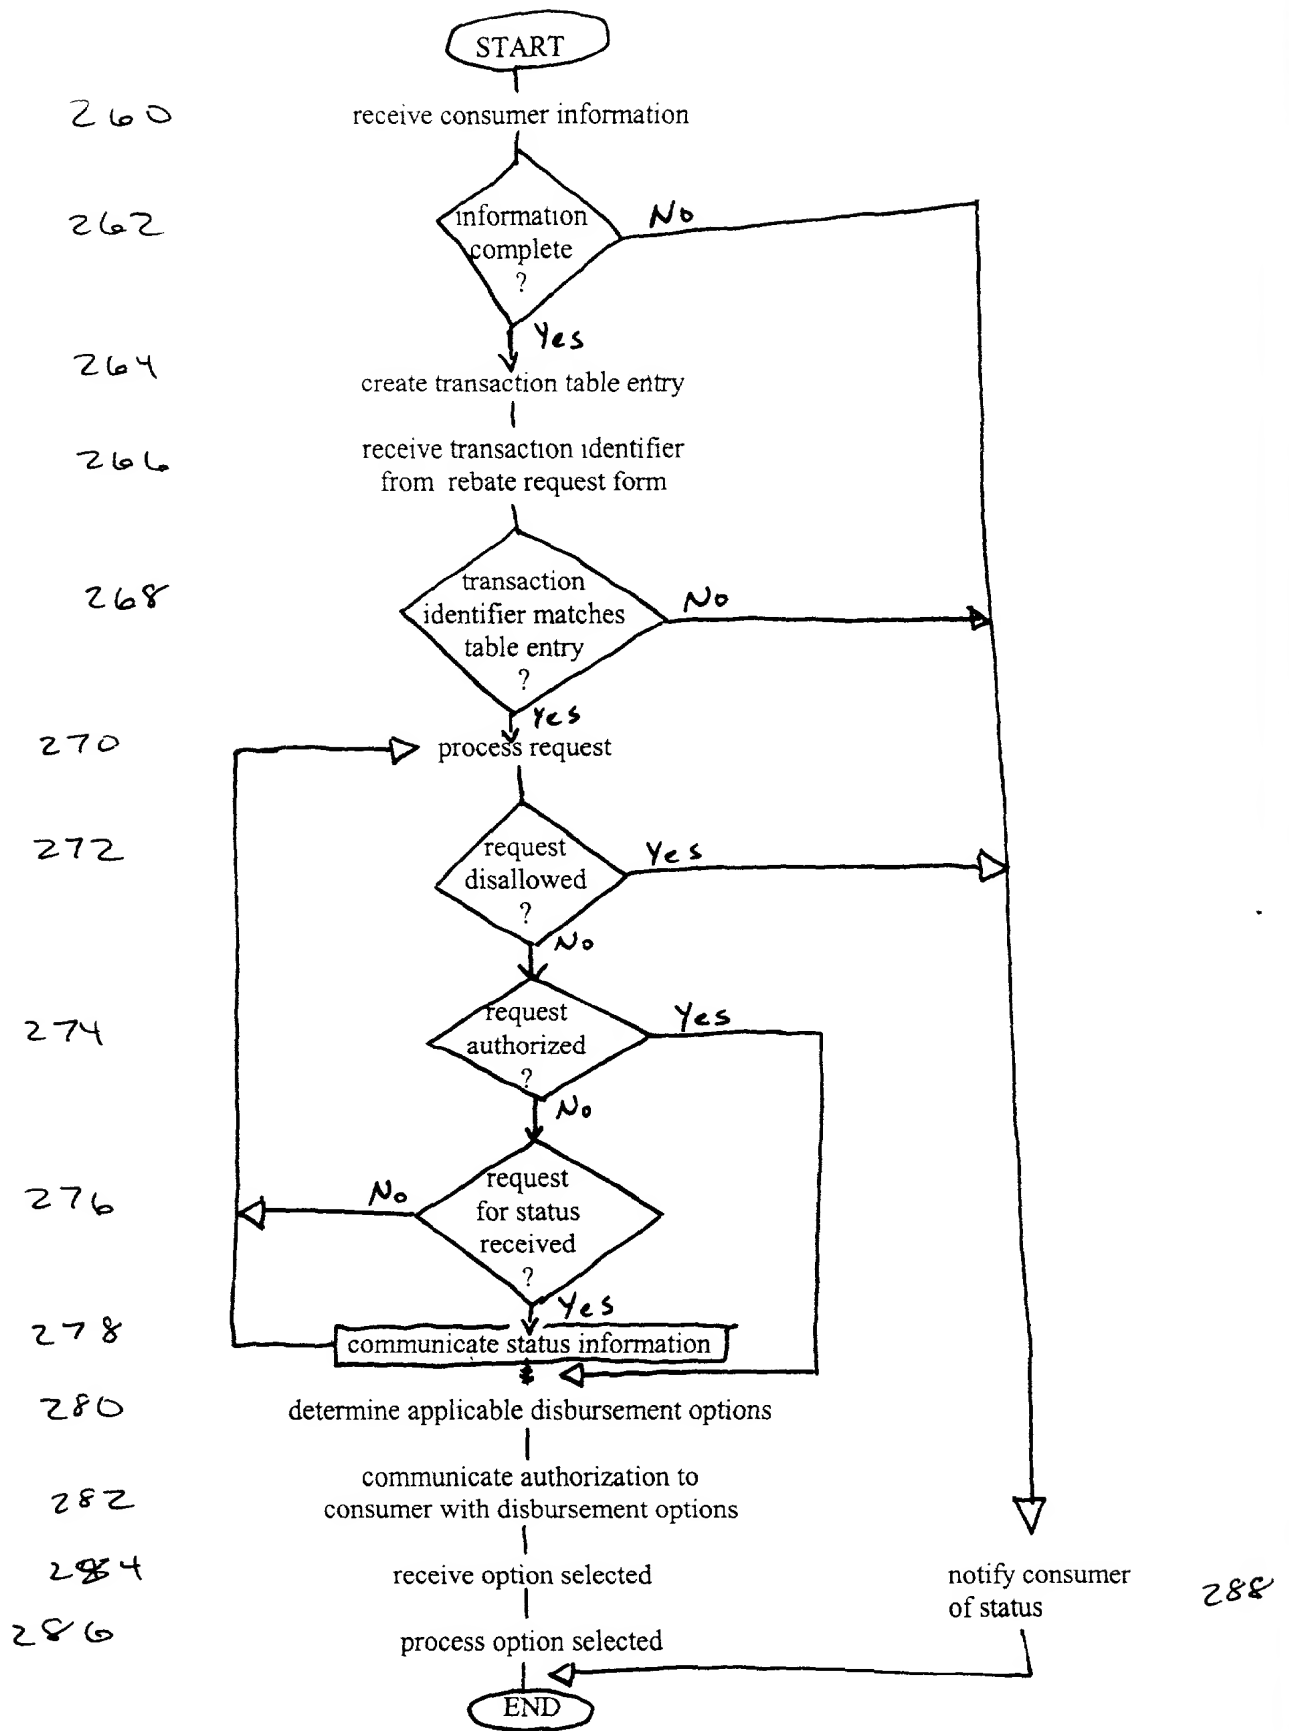 START
260
receive consumer information
262
information
complete
?
No
Yes
264
create transaction table entry
266
receive transaction identifier
from rebate request form
268
transaction
identifier matches
table entry
?
No
Yes
270
process request
272
request
disallowed
?
Yes
No
274
request
authorized
?
Yes
No
276
request
for status
received
?
No
Yes
278
communicate status information
280
determine applicable disbursement options
282
communicate authorization to
consumer with disbursement options
284
receive option selected
286
process option selected
notify consumer
of status
288
END